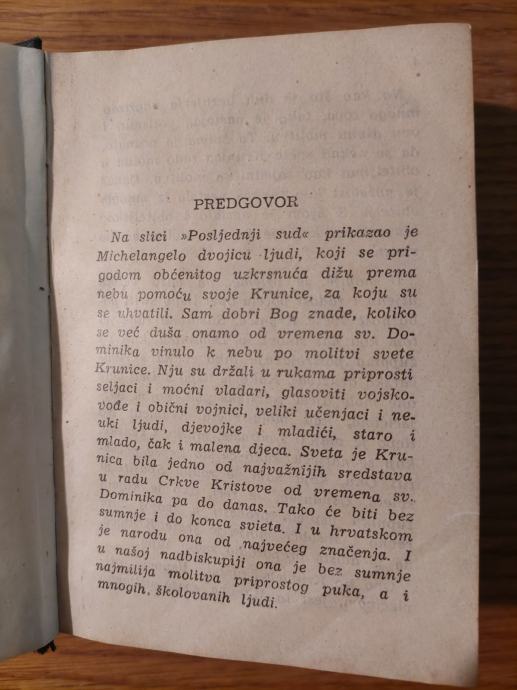 PREDGOVOR
Na slici »Posljednji sud« prikazao je
Michelangelo dvojicu ljudi, koji se pri-
godom obćenitog uzkrsnuća dižu prema
nebu pomoću svoje Krunice, za koju su
se uhvatili. Sam dobri Bog znade, koliko
se već duša onamo od vremena sv. Do-
minika vinulo k nebu po molitvi svete
Krunice. Nju su držali u rukama priprosti
seljaci i moćni vladari, glasoviti vojsko-
vođe i obični vojnici, veliki učenjaci i ne-
uki ljudi, djevojke i mladići, staro i
mlado, čak i malena djeca. Sveta je Kru-
nica bila jedno od najvažnijih sredstava
u radu Crkve Kristove od vremena sv.
Dominika pa do danas. Tako će biti bez
sumnje i do konca svieta. I u hrvatskom
je narodu ona od najvećeg značenja. I
u našoj nadbiskupiji ona je bez sumnje
najmilija molitva priprostog puka, a i
mnogih školovanih ljudi.